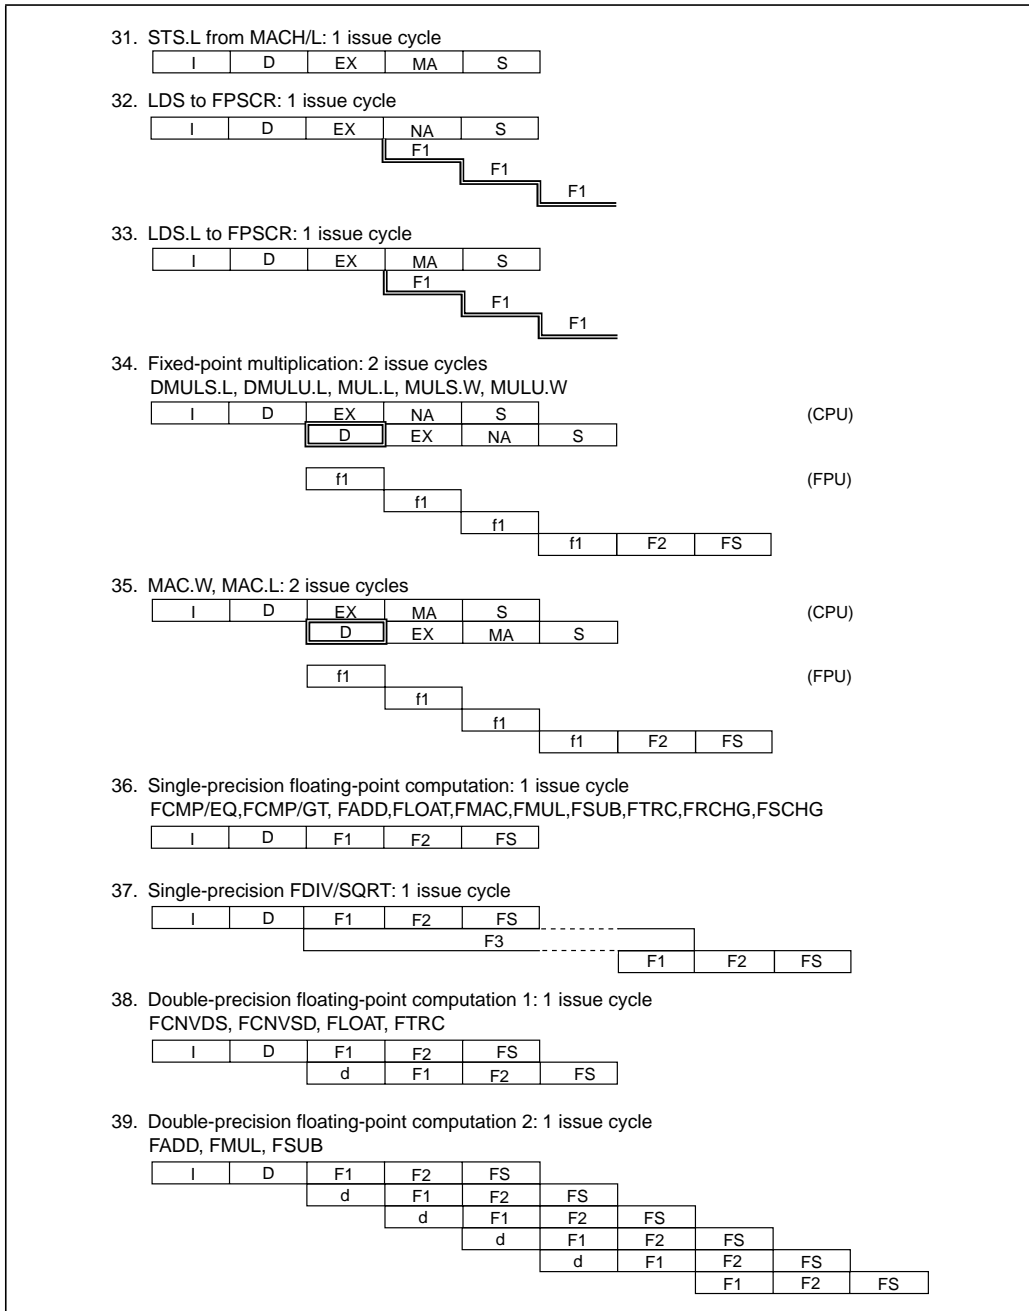 31. STS.L from MACH/L: 1 issue cycle
I D EX MA S
32. LDS to FPSCR: 1 issue cycle
I D EX NA S
F1
F1
F1
33. LDS.L to FPSCR: 1 issue cycle
I D EX MA S
F1
F1
F1
34. Fixed-point multiplication: 2 issue cycles
DMULS.L, DMULU.L, MUL.L, MULS.W, MULU.W
I D EX NA S (CPU)
D EX NA S
f1 (FPU)
f1
f1
f1 F2 FS
35. MAC.W, MAC.L: 2 issue cycles
I D EX MA S (CPU)
D EX MA S
f1 (FPU)
f1
f1
f1 F2 FS
36. Single-precision floating-point computation: 1 issue cycle
FCMP/EQ,FCMP/GT, FADD,FLOAT,FMAC,FMUL,FSUB,FTRC,FRCHG,FSCHG
I D F1 F2 FS
37. Single-precision FDIV/SQRT: 1 issue cycle
I D F1 F2 FS
F3
F1 F2 FS
38. Double-precision floating-point computation 1: 1 issue cycle
FCNVDS, FCNVSD, FLOAT, FTRC
I D F1 F2 FS
d F1 F2 FS
39. Double-precision floating-point computation 2: 1 issue cycle
FADD, FMUL, FSUB
I D F1 F2 FS
d F1 F2 FS
d F1 F2 FS
d F1 F2 FS
d F1 F2 FS
F1 F2 FS